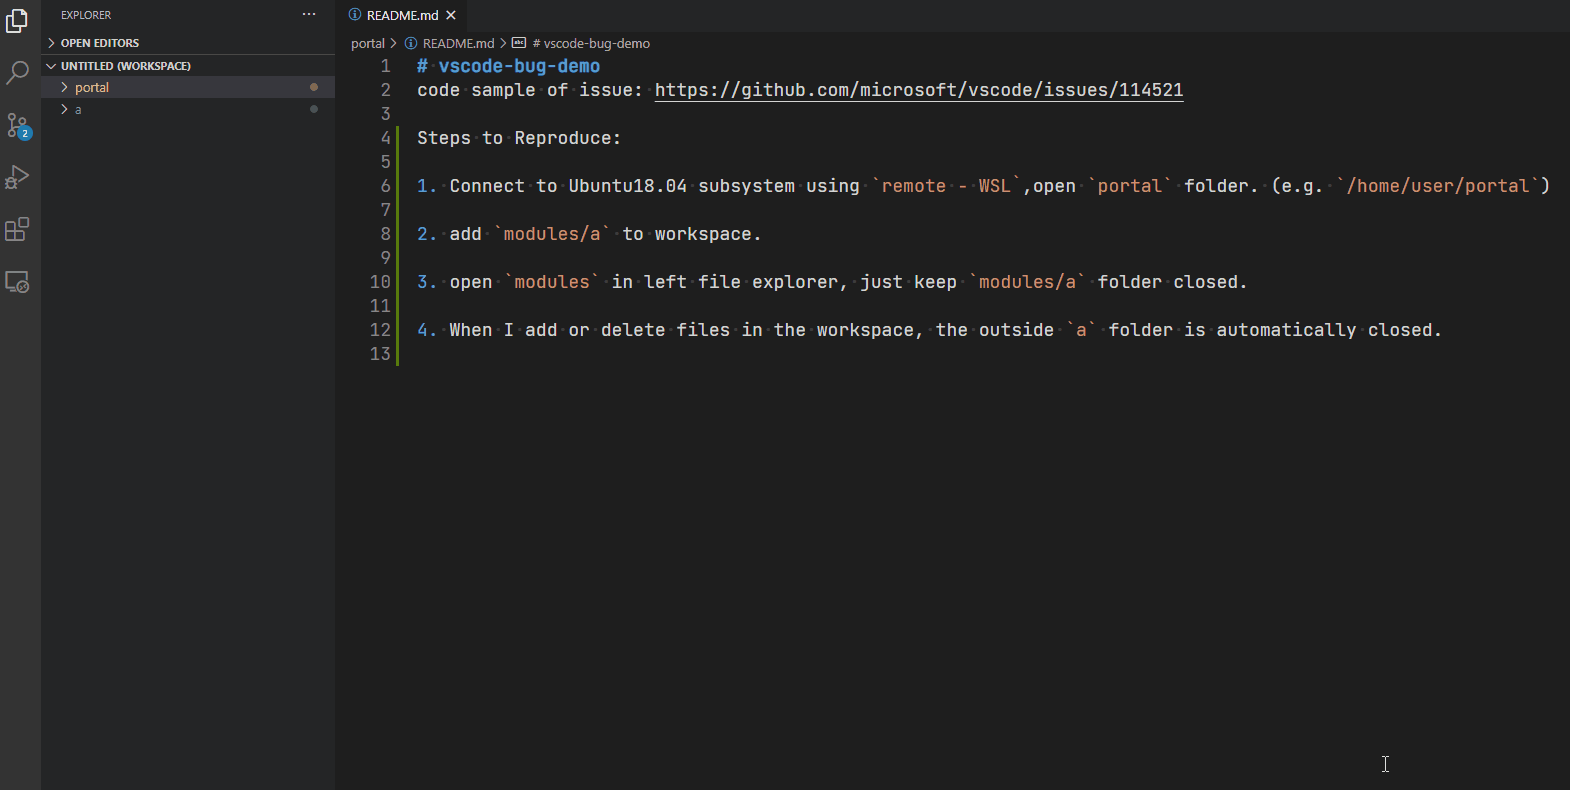 EXPLORER
OPEN EDITORS
UNTITLED (WORKSPACE)
portal
a
2
README.md
portal > README.md > abc # vscode-bug-demo
1 # vscode-bug-demo
2 code sample of issue: https://github.com/microsoft/vscode/issues/114521
3
4 Steps to Reproduce:
5
6 1. Connect to Ubuntu18.04 subsystem using `remote - WSL`,open `portal` folder. (e.g. `/home/user/portal`)
7
8 2. add `modules/a` to workspace.
9
10 3. open `modules` in left file explorer, just keep `modules/a` folder closed.
11
12 4. When I add or delete files in the workspace, the outside `a` folder is automatically closed.
13